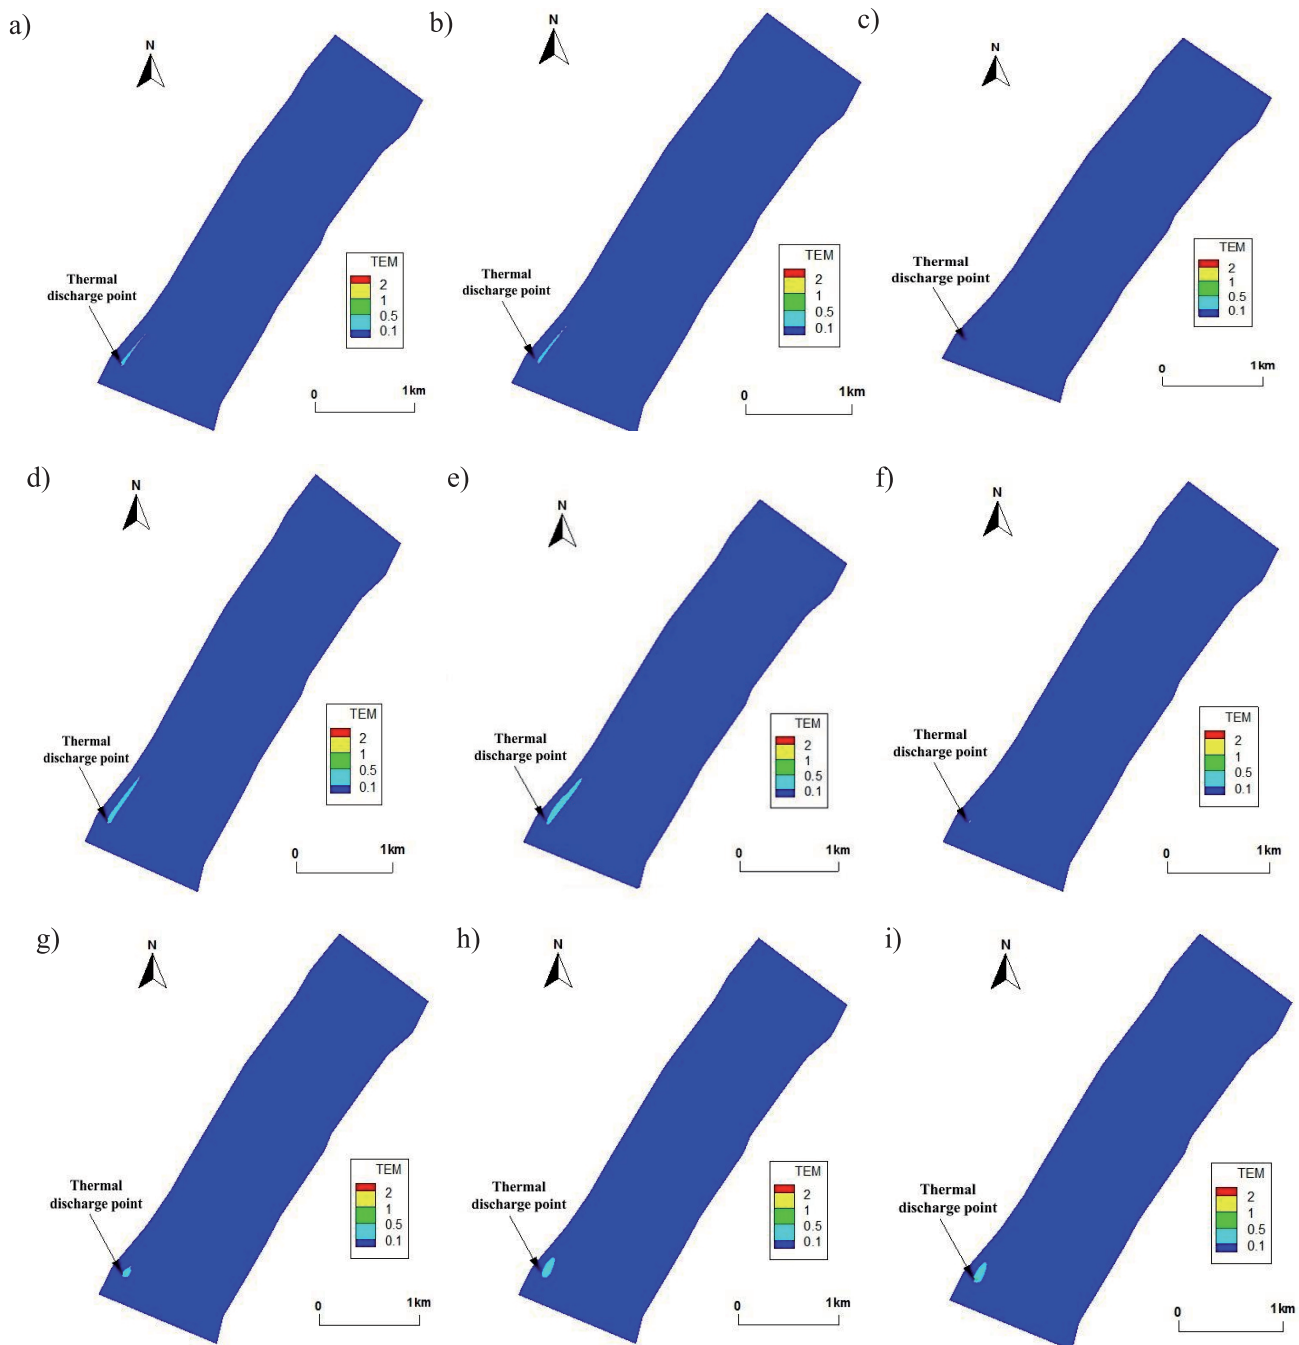 a)
N
Thermal
discharge point
TEM
2
1
0.5
0.1
0 1km
b)
N
Thermal
discharge point
TEM
2
1
0.5
0.1
0 1km
c)
N
Thermal
discharge point
TEM
2
1
0.5
0.1
0 1km
d)
N
Thermal
discharge point
TEM
2
1
0.5
0.1
0 1km
e)
N
Thermal
discharge point
TEM
2
1
0.5
0.1
0 1km
f)
N
Thermal
discharge point
TEM
2
1
0.5
0.1
0 1km
g)
N
Thermal
discharge point
TEM
2
1
0.5
0.1
0 1km
h)
N
Thermal
discharge point
TEM
2
1
0.5
0.1
0 1km
i)
N
Thermal
discharge point
TEM
2
1
0.5
0.1
0 1km